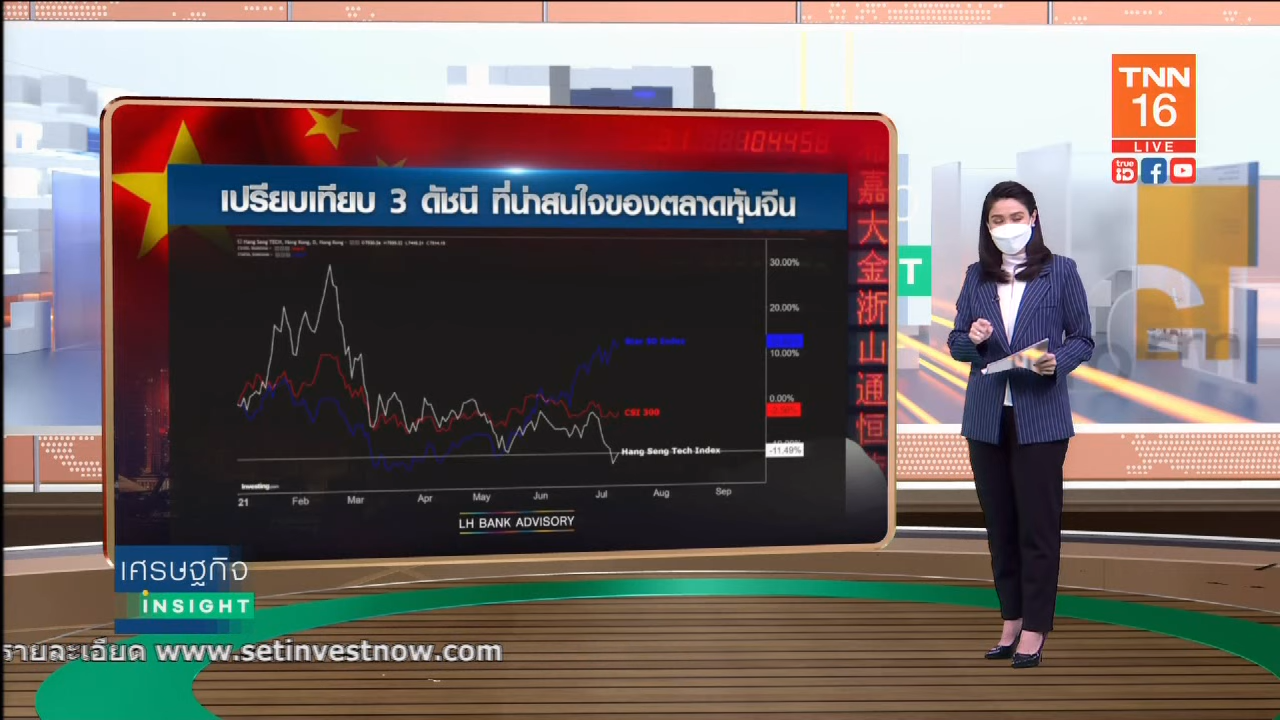 TNN
16
LIVE
true
iD
เปรียบเทียบ 3 ดัชนี ที่น่าสนใจของตลาดหุ้นจีน
30.00%
20.00%
10.00%
0.00%
-11.49%
CSI 300
Hang Seng Tech Index
Investing.com
21 Feb Mar Apr May Jun Jul Aug Sep
LH BANK ADVISORY
嘉
大
金
浙
山
通
恒
T
เศรษฐกิจ
INSIGHT
รายละเอียด www.setinvestnow.com